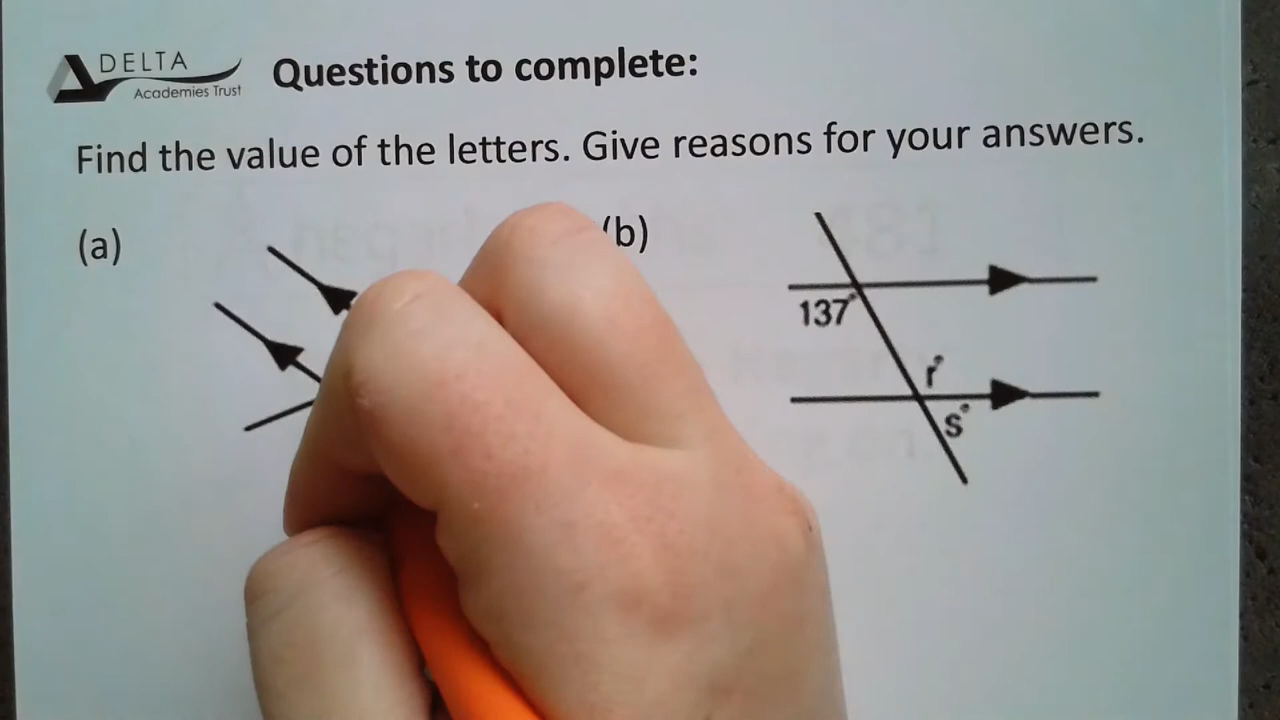 DELTA
Academies Trust
Questions to complete:
Find the value of the letters. Give reasons for your answers.
(a)
(b)
137°
r°
s°